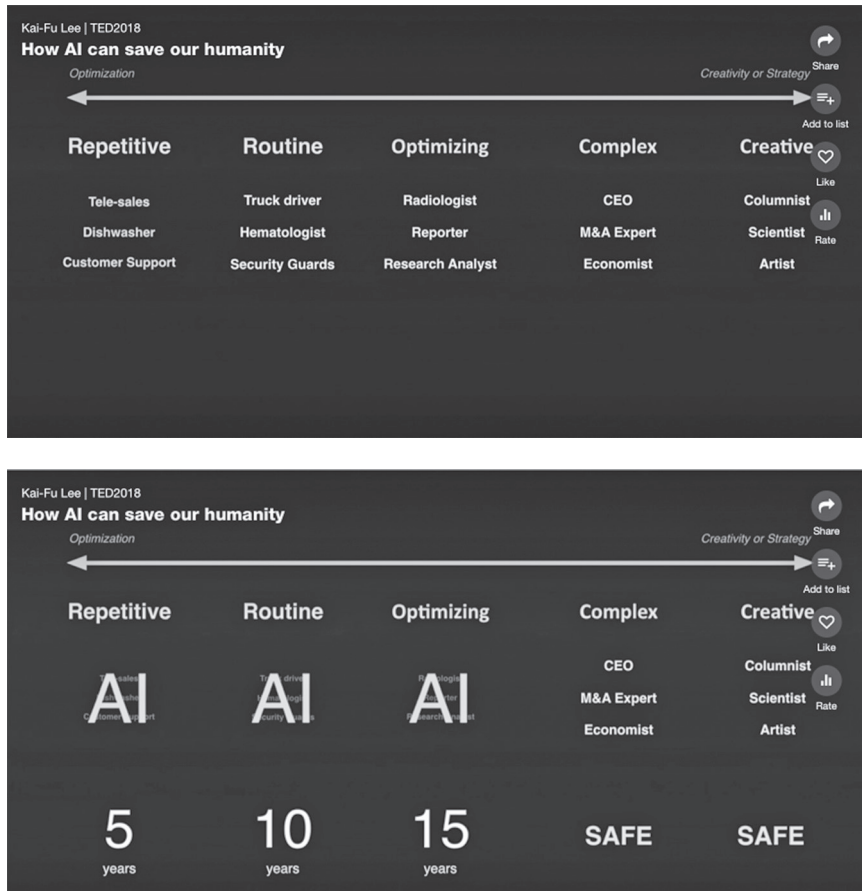 Kai-Fu Lee | TED2018
How AI can save our humanity
Optimization
Creativity or Strategy
Share
Add to list
Like
Rate
Repetitive Routine Optimizing Complex Creative
Tele-sales Truck driver Radiologist CEO Columnist
Dishwasher Hematologist Reporter M&A Expert Scientist
Customer Support Security Guards Research Analyst Economist Artist
Kai-Fu Lee | TED2018
How AI can save our humanity
Optimization
Creativity or Strategy
Share
Add to list
Like
Rate
Repetitive Routine Optimizing Complex Creative
AI AI AI
CEO Columnist
M&A Expert Scientist
Economist Artist
5 10 15 SAFE SAFE
years years years